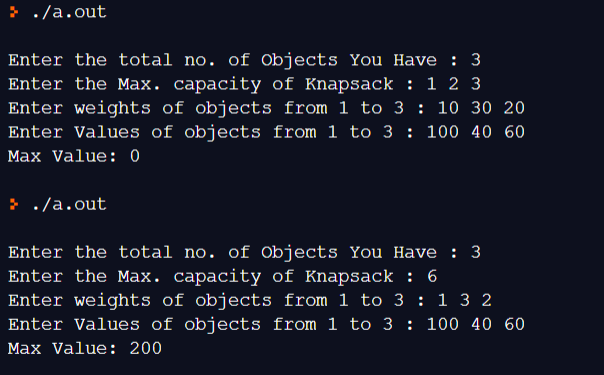 > ./a.out
Enter the total no. of Objects You Have : 3
Enter the Max. capacity of Knapsack : 1 2 3
Enter weights of objects from 1 to 3 : 10 30 20
Enter Values of objects from 1 to 3 : 100 40 60
Max Value: 0
> ./a.out
Enter the total no. of Objects You Have : 3
Enter the Max. capacity of Knapsack : 6
Enter weights of objects from 1 to 3 : 1 3 2
Enter Values of objects from 1 to 3 : 100 40 60
Max Value: 200